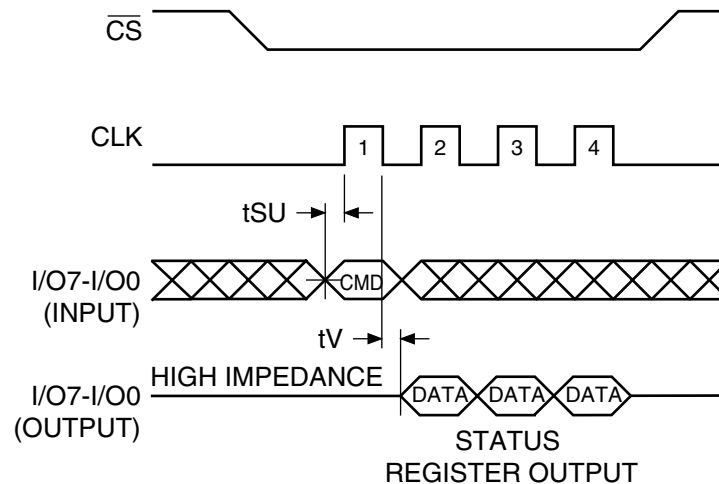 CS
CLK
1 2 3 4
tSU
I/O7-I/O0
(INPUT)
CMD
tV
HIGH IMPEDANCE
I/O7-I/O0
(OUTPUT)
DATA DATA DATA
STATUS
REGISTER OUTPUT